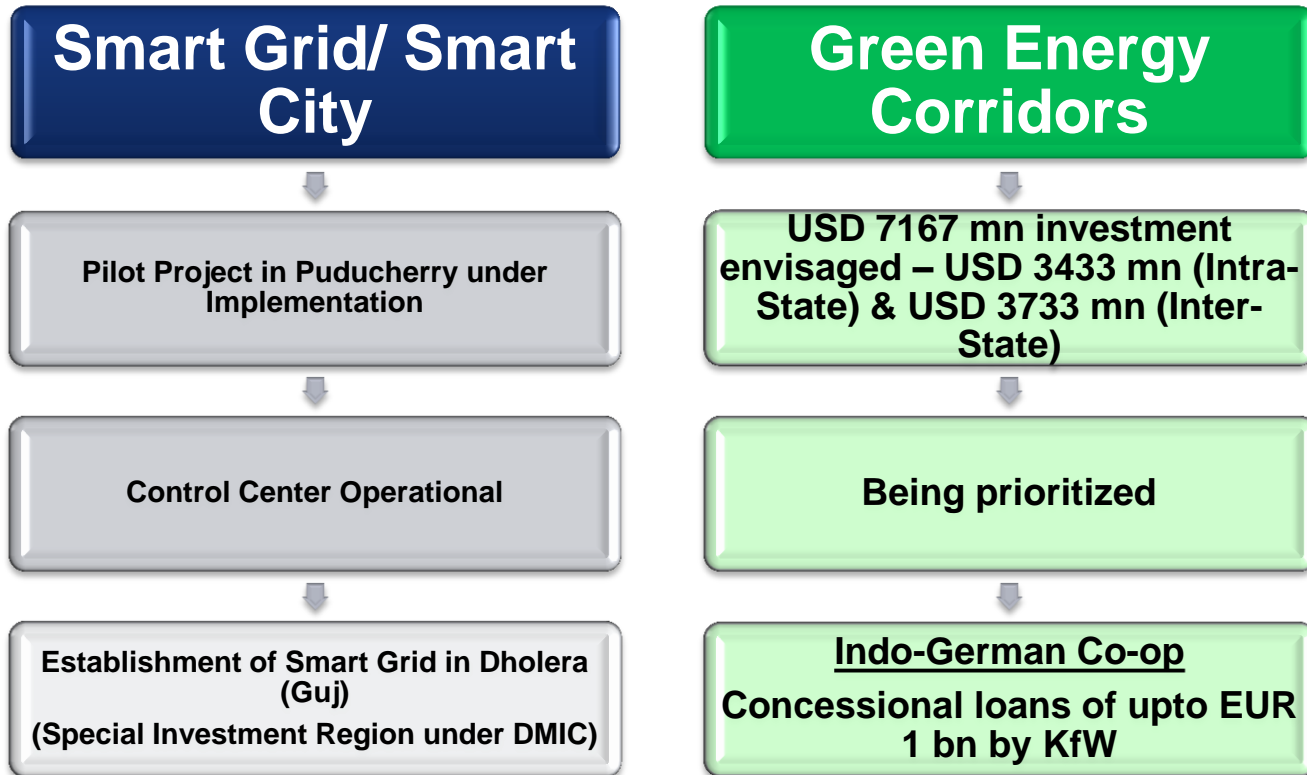 Smart Grid/ Smart
City
Pilot Project in Puducherry under
Implementation
Control Center Operational
Establishment of Smart Grid in Dholera
(Guj)
(Special Investment Region under DMIC)
Green Energy
Corridors
USD 7167 mn investment
envisaged – USD 3433 mn (Intra-
State) & USD 3733 mn (Inter-
State)
Being prioritized
Indo-German Co-op
Concessional loans of upto EUR
1 bn by KfW